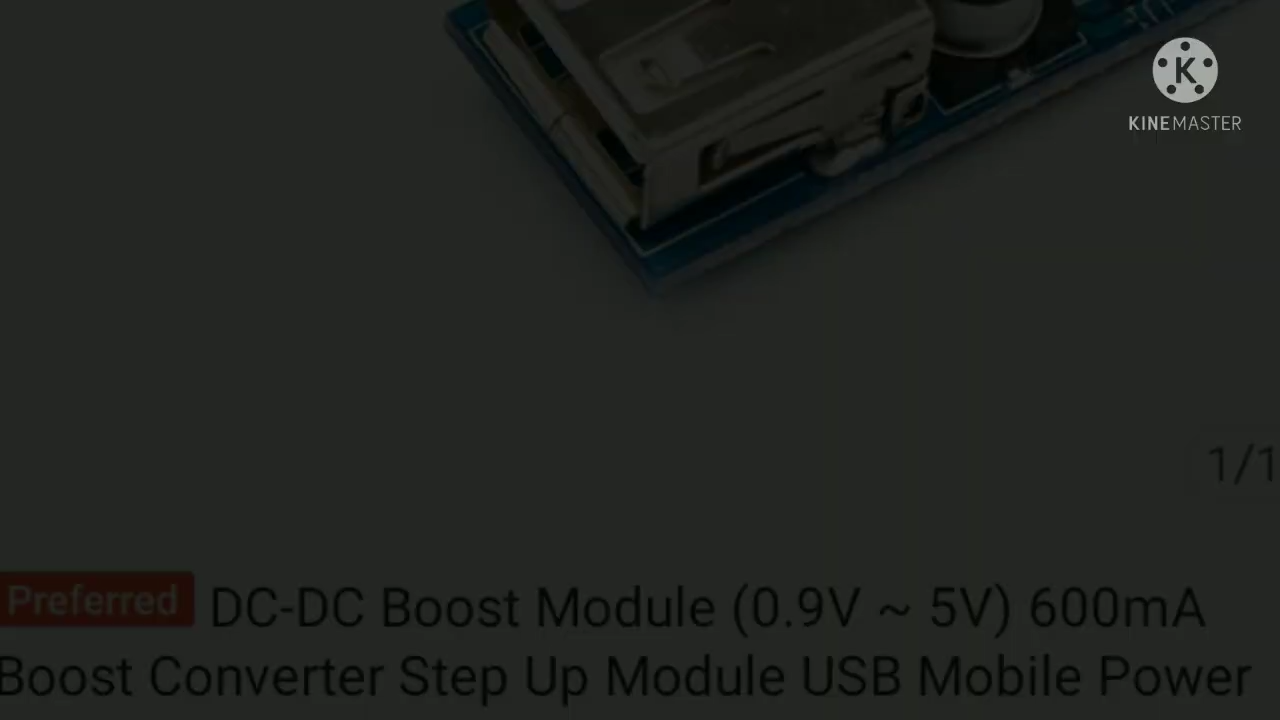 K
KINEMASTER
1/1
Preferred DC-DC Boost Module (0.9V ~ 5V) 600mA
Boost Converter Step Up Module USB Mobile Power